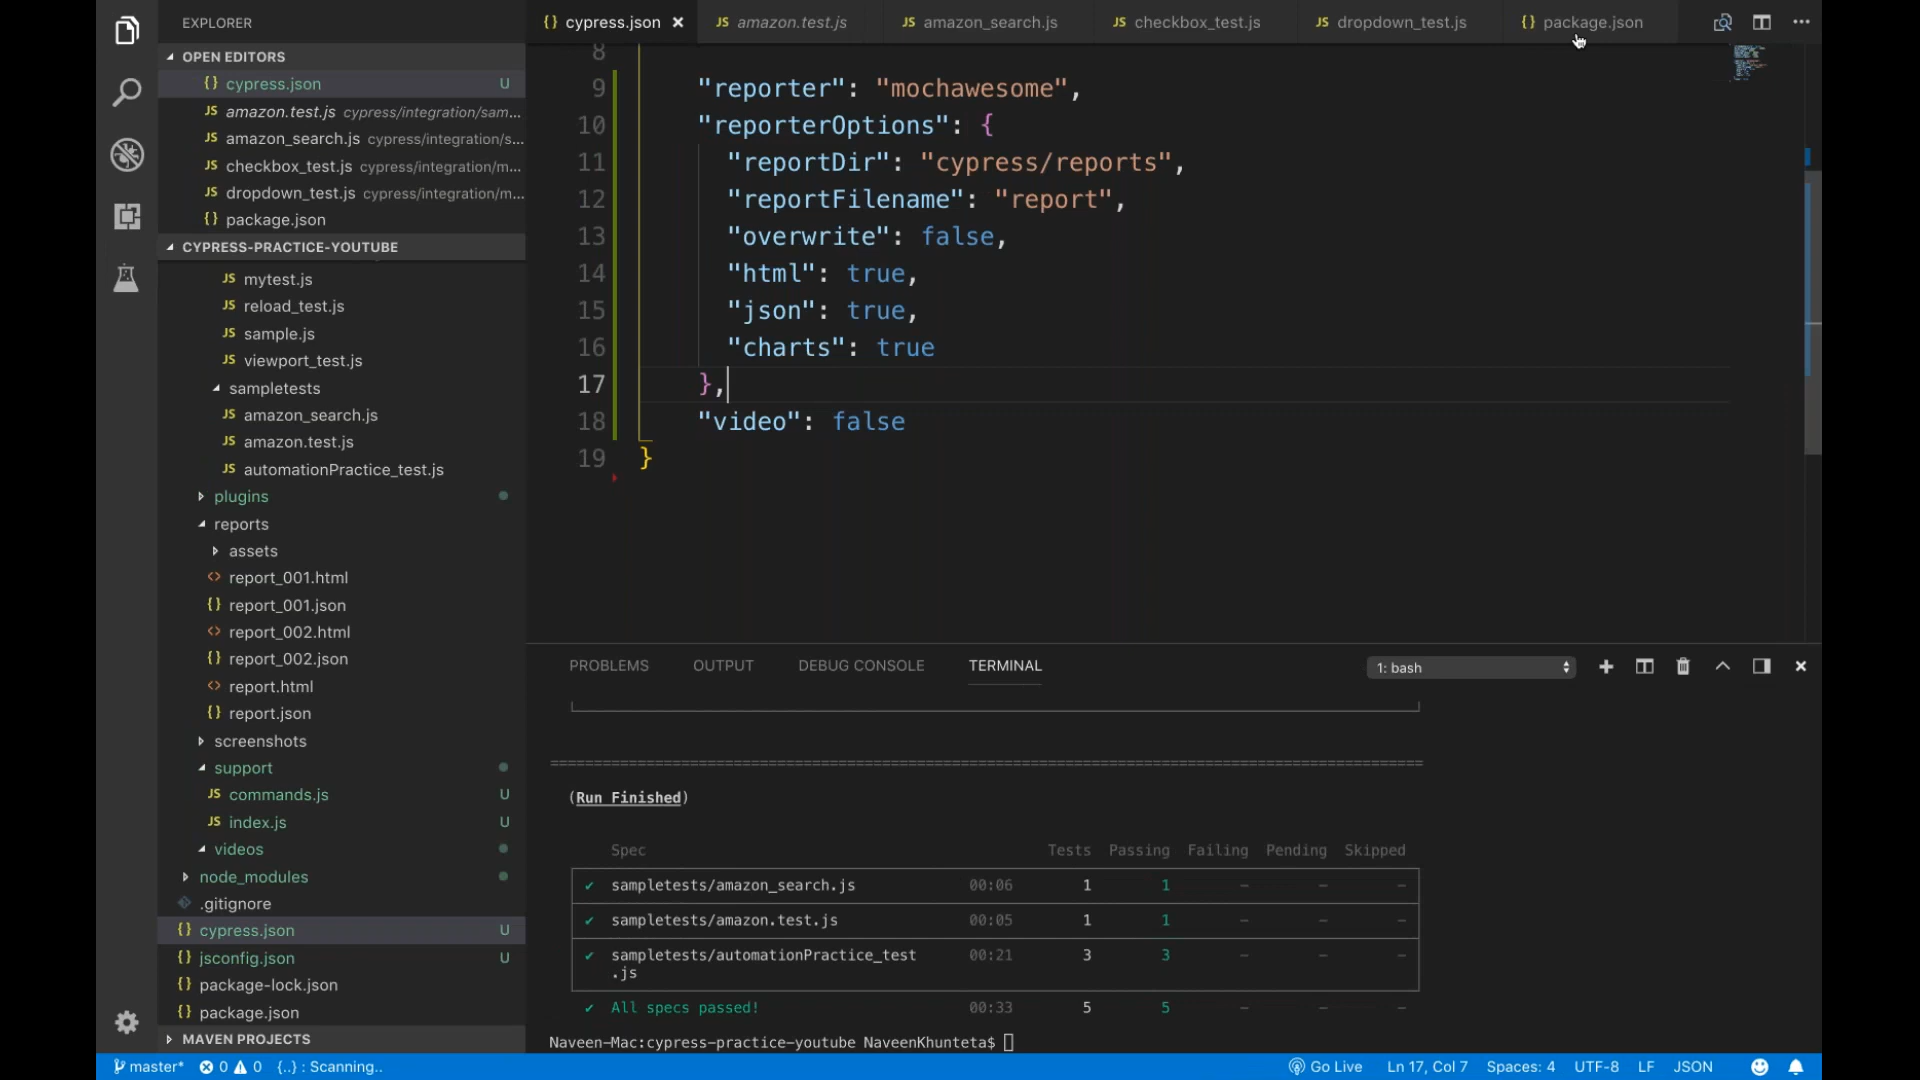 EXPLORER
OPEN EDITORS
{} cypress.json U
JS amazon.test.js cypress/integration/sam...
JS amazon_search.js cypress/integration/s...
JS checkbox_test.js cypress/integration/m...
JS dropdown_test.js cypress/integration/m...
{} package.json
CYPRESS-PRACTICE-YOUTUBE
JS mytest.js
JS reload_test.js
JS sample.js
JS viewport_test.js
sampletests
JS amazon_search.js
JS amazon.test.js
JS automationPractice_test.js
plugins
reports
assets
<> report_001.html
{} report_001.json
<> report_002.html
{} report_002.json
<> report.html
{} report.json
screenshots
support
JS commands.js U
JS index.js U
videos
node_modules
.gitignore
{} cypress.json U
{} jsconfig.json U
{} package-lock.json
{} package.json
MAVEN PROJECTS
{} cypress.json JS amazon.test.js JS amazon_search.js JS checkbox_test.js JS dropdown_test.js {} package.json
8
9 "reporter": "mochawesome",
10 "reporterOptions": {
11 "reportDir": "cypress/reports",
12 "reportFilename": "report",
13 "overwrite": false,
14 "html": true,
15 "json": true,
16 "charts": true
17 },
18 "video": false
19 }
PROBLEMS OUTPUT DEBUG CONSOLE TERMINAL 1: bash
(Run Finished)
Spec Tests Passing Failing Pending Skipped
✓ sampletests/amazon_search.js 00:06 1 1 – – –
✓ sampletests/amazon.test.js 00:05 1 1 – – –
✓ sampletests/automationPractice_test 00:21 3 3 – – –
.js
✓ All specs passed! 00:33 5 5 – – –
Naveen-Mac:cypress-practice-youtube NaveenKhunteta$
master* 0 0 {..} : Scanning.. Go Live Ln 17, Col 7 Spaces: 4 UTF-8 LF JSON